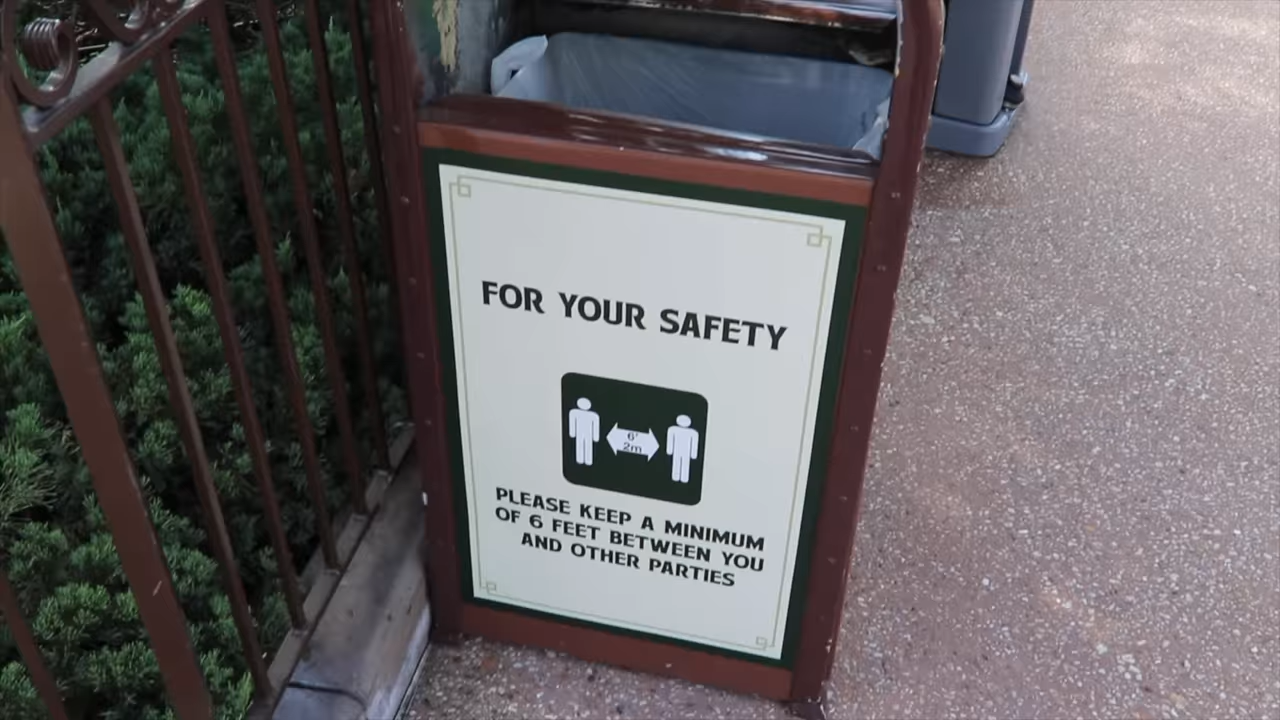 FOR YOUR SAFETY
6'
2m
PLEASE KEEP A MINIMUM
OF 6 FEET BETWEEN YOU
AND OTHER PARTIES